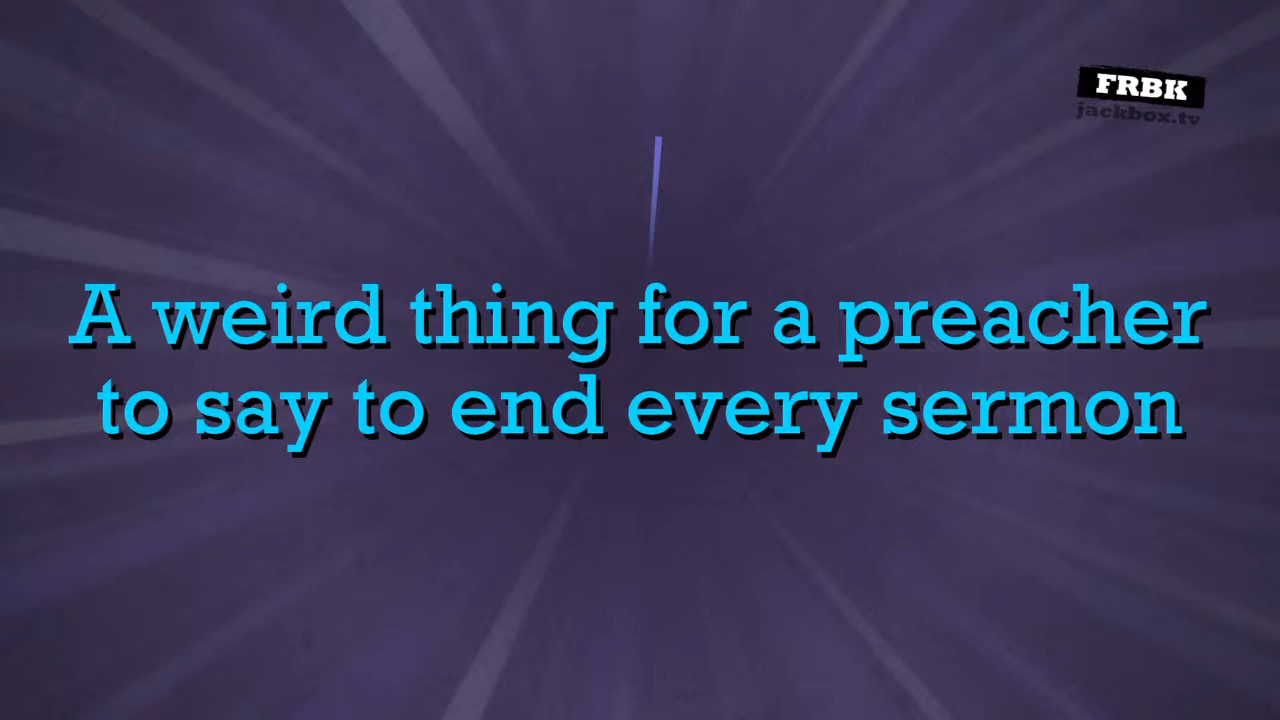 FRBK
jackbox.tv
A weird thing for a preacher
to say to end every sermon